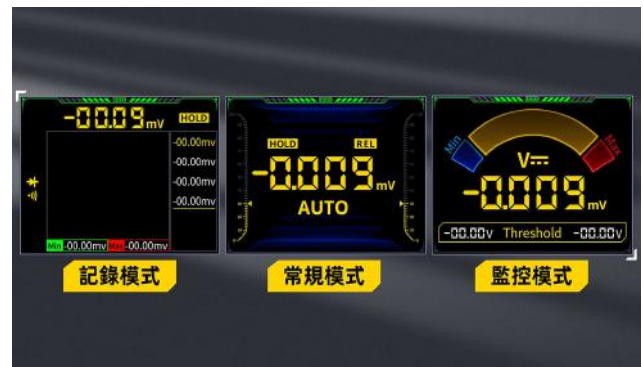 -00.09mv HOLD
-00.00mv
-00.00mv
-00.00mv
-00.00mv
Min -00.00mv Max -00.00mv
記錄模式
HOLD REL
-0.009mv
AUTO
常規模式
Min Max
V
-0.009mv
-00.00v Threshold -00.00v
監控模式